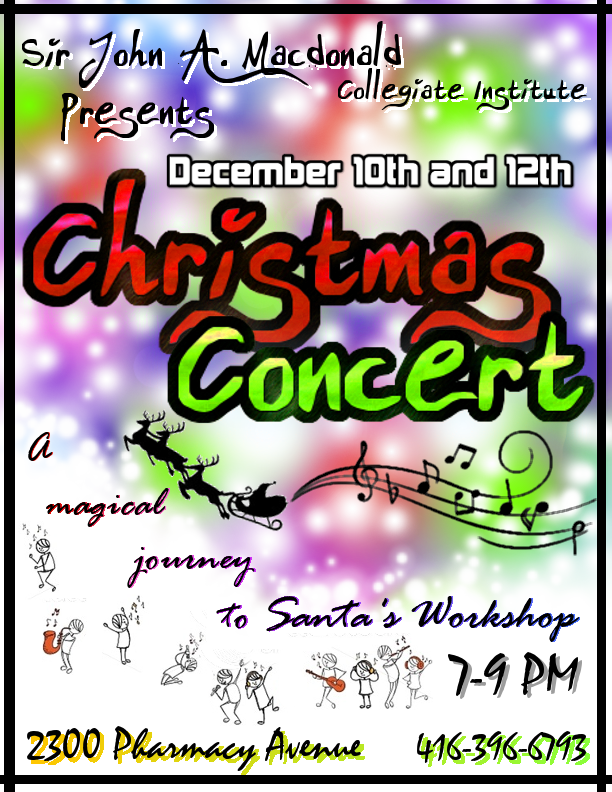 Sir John A. Macdonald
Collegiate Institute
Presents
December 10th and 12th
Christmas
Concert
A
magical
journey
to Santa's Workshop
7-9 PM
2300 Pharmacy Avenue 416-396-6793